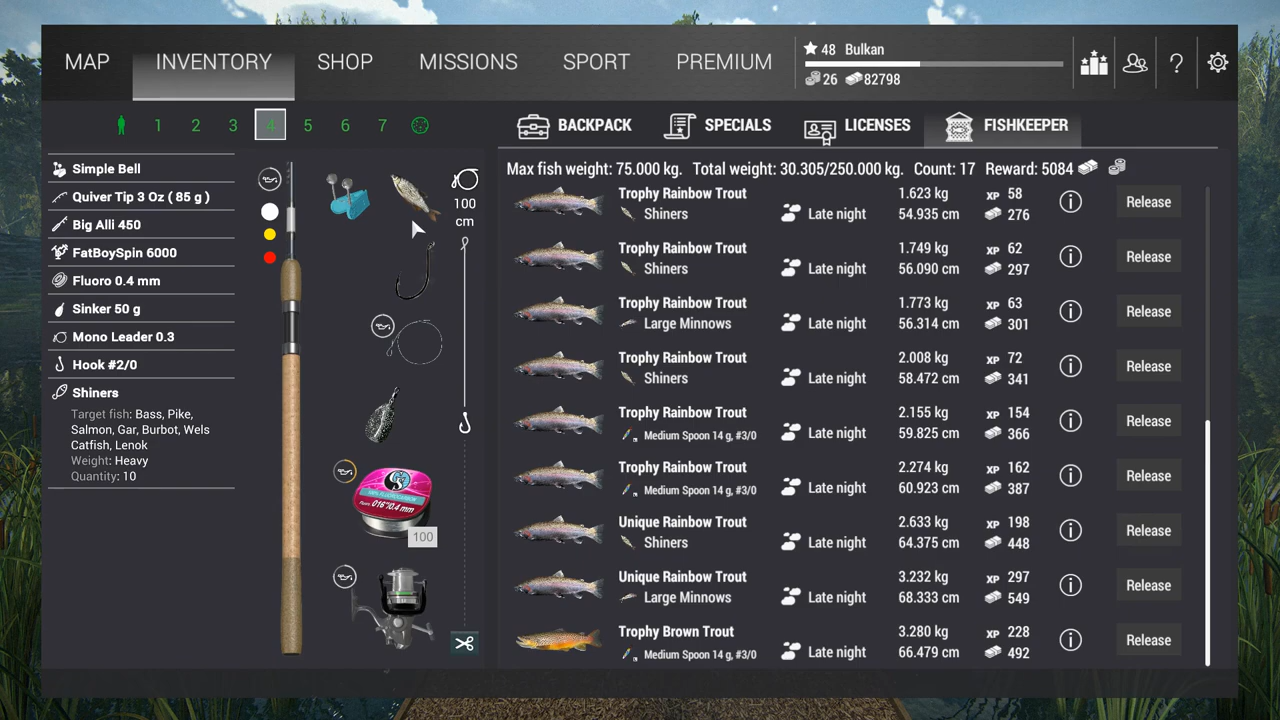 MAP INVENTORY SHOP MISSIONS SPORT PREMIUM
48 Bulkan
26 82798
1 2 3 4 5 6 7
BACKPACK SPECIALS LICENSES FISHKEEPER
Simple Bell
Quiver Tip 3 Oz ( 85 g )
Big Alli 450
FatBoySpin 6000
Fluoro 0.4 mm
Sinker 50 g
Mono Leader 0.3
Hook #2/0
Shiners
Target fish: Bass, Pike,
Salmon, Gar, Burbot, Wels
Catfish, Lenok
Weight: Heavy
Quantity: 10
100
cm
100% FLUOROCARBON
Fluoro .016"/0.4 mm
100
Max fish weight: 75.000 kg. Total weight: 30.305/250.000 kg. Count: 17 Reward: 5084
Trophy Rainbow Trout 1.623 kg XP 58
Shiners Late night 54.935 cm 276 Release
Trophy Rainbow Trout 1.749 kg XP 62
Shiners Late night 56.090 cm 297 Release
Trophy Rainbow Trout 1.773 kg XP 63
Large Minnows Late night 56.314 cm 301 Release
Trophy Rainbow Trout 2.008 kg XP 72
Shiners Late night 58.472 cm 341 Release
Trophy Rainbow Trout 2.155 kg XP 154
Medium Spoon 14 g, #3/0 Late night 59.825 cm 366 Release
Trophy Rainbow Trout 2.274 kg XP 162
Medium Spoon 14 g, #3/0 Late night 60.923 cm 387 Release
Unique Rainbow Trout 2.633 kg XP 198
Shiners Late night 64.375 cm 448 Release
Unique Rainbow Trout 3.232 kg XP 297
Large Minnows Late night 68.333 cm 549 Release
Trophy Brown Trout 3.280 kg XP 228
Medium Spoon 14 g, #3/0 Late night 66.479 cm 492 Release